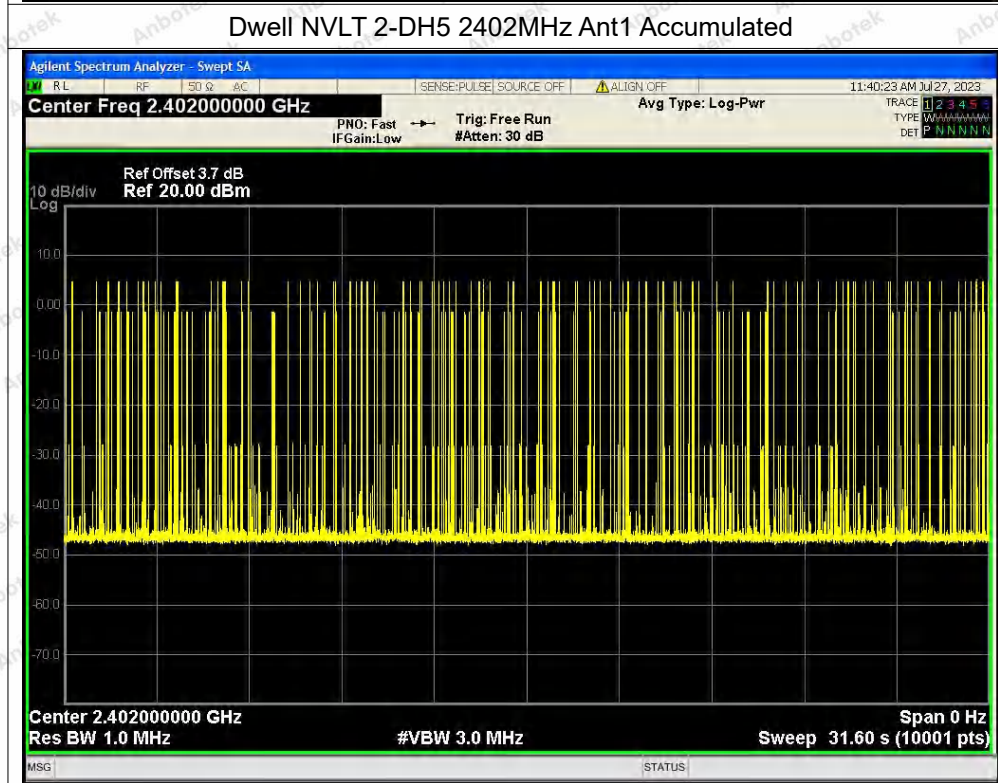 Dwell NVLT 2-DH5 2402MHz Ant1 Accumulated
Agilent Spectrum Analyzer - Swept SA
RL RF 50 Ω AC SENSE:PULSE SOURCE OFF ALIGN OFF 11:40:23 AM Jul 27, 2023
Center Freq 2.402000000 GHz Avg Type: Log-Pwr TRACE 1 2 3 4 5 6
PNO: Fast Trig: Free Run TYPE WWWWWW
IFGain:Low #Atten: 30 dB DET P N N N N N
Ref Offset 3.7 dB
10 dB/div Ref 20.00 dBm
Log
10.0
0.00
-10.0
-20.0
-30.0
-40.0
-50.0
-60.0
-70.0
Center 2.402000000 GHz Span 0 Hz
Res BW 1.0 MHz #VBW 3.0 MHz Sweep 31.60 s (10001 pts)
MSG STATUS